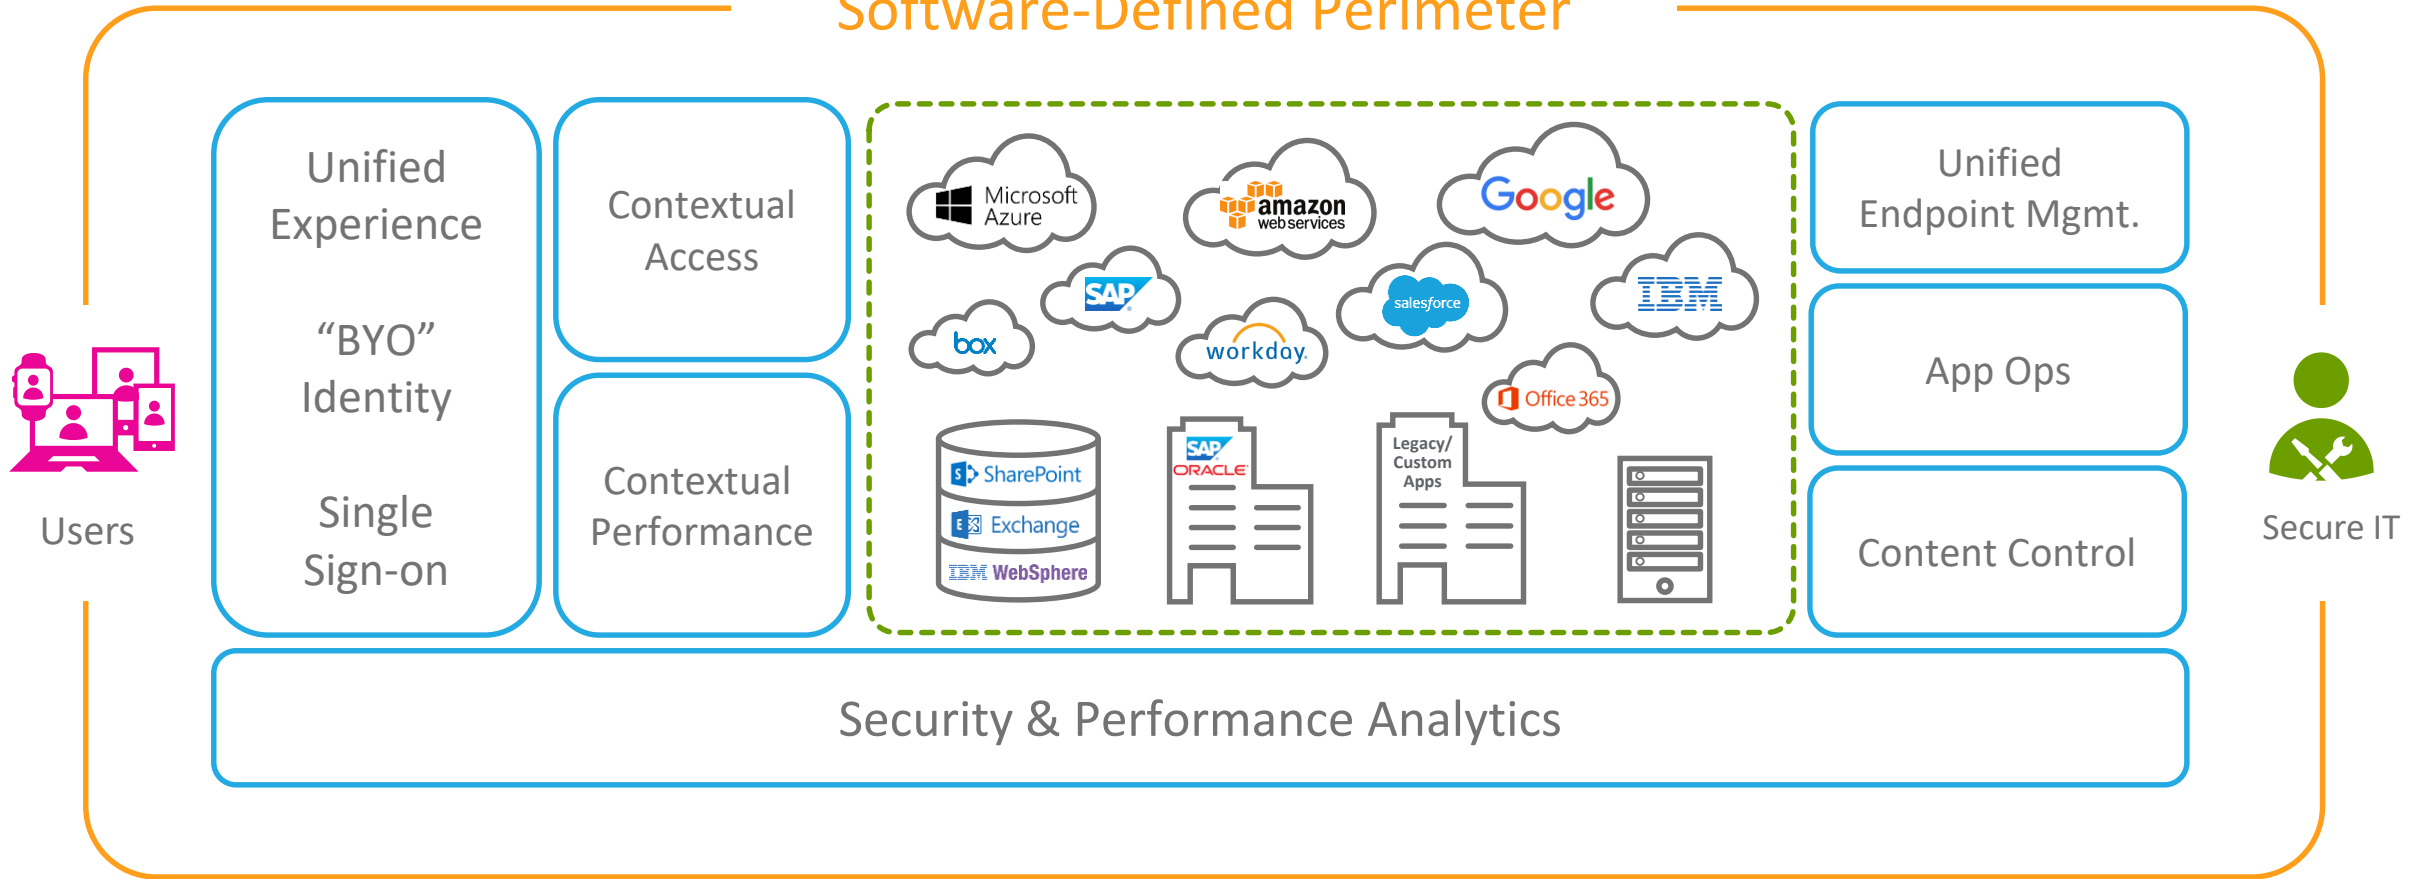 Software-Defined Perimeter
Unified
Experience
“BYO”
Identity
Single
Sign-on
Contextual
Access
Contextual
Performance
Microsoft
Azure
amazon
web services
Google
SAP
salesforce
IBM
box
workday.
Office 365
SharePoint
Exchange
IBM WebSphere
SAP
ORACLE
Legacy/
Custom
Apps
Unified
Endpoint Mgmt.
App Ops
Content Control
Users
Secure IT
Security & Performance Analytics